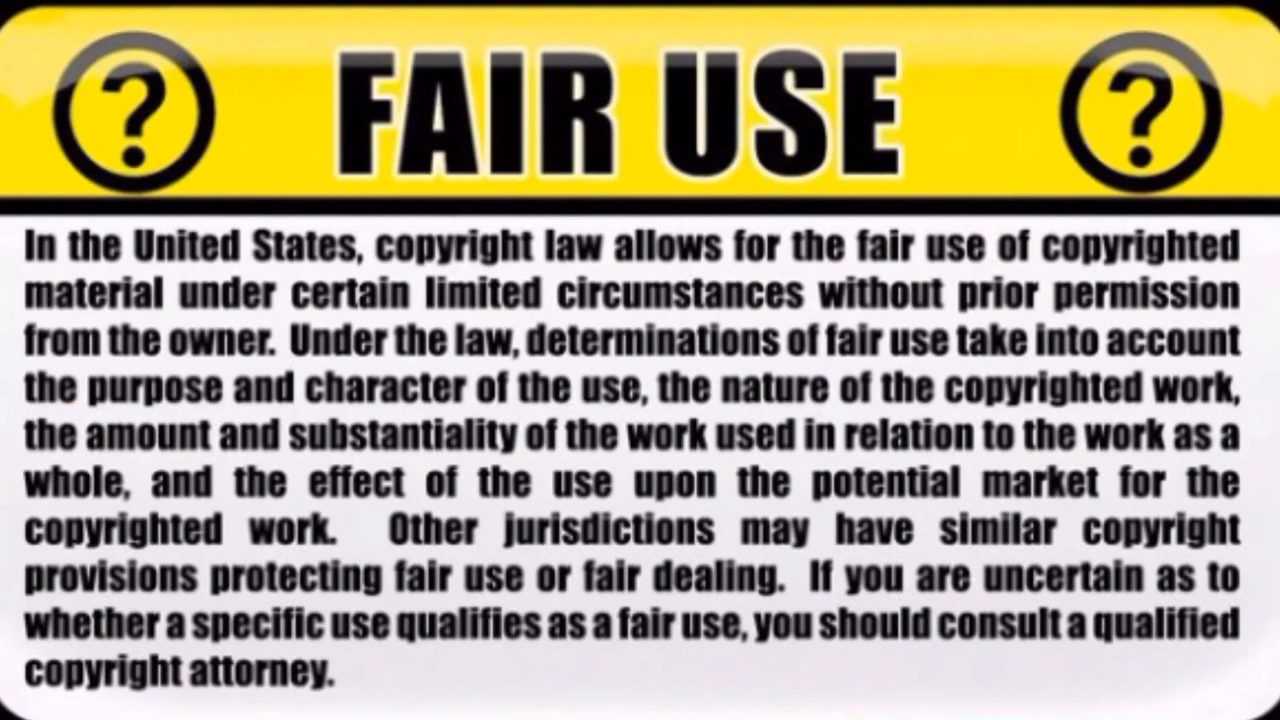 ? FAIR USE ?
In the United States, copyright law allows for the fair use of copyrighted
material under certain limited circumstances without prior permission
from the owner. Under the law, determinations of fair use take into account
the purpose and character of the use, the nature of the copyrighted work,
the amount and substantiality of the work used in relation to the work as a
whole, and the effect of the use upon the potential market for the
copyrighted work. Other jurisdictions may have similar copyright
provisions protecting fair use or fair dealing. If you are uncertain as to
whether a specific use qualifies as a fair use, you should consult a qualified
copyright attorney.